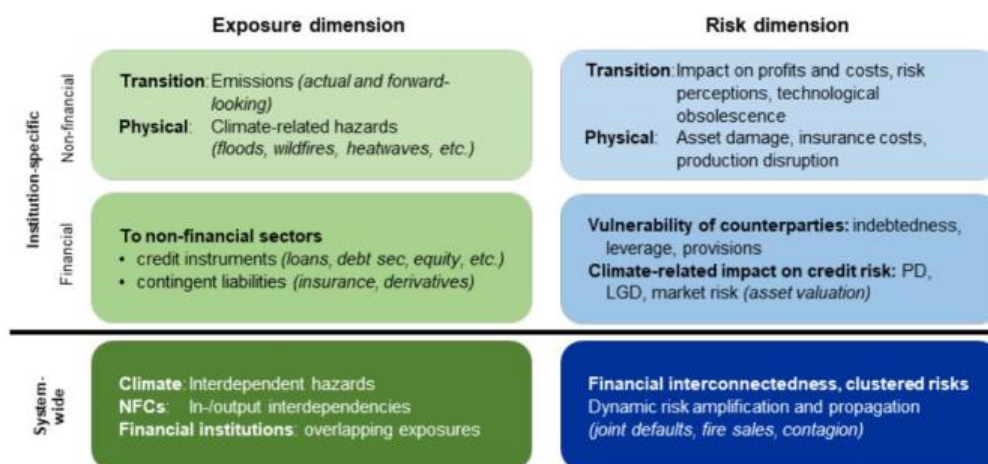 Exposure dimension
Risk dimension
Institution-specific
Non-financial
Transition: Emissions (actual and forward-
looking)
Physical: Climate-related hazards
(floods, wildfires, heatwaves, etc.)
Transition: Impact on profits and costs, risk
perceptions, technological
obsolescence
Physical: Asset damage, insurance costs,
production disruption
Financial
To non-financial sectors
• credit instruments (loans, debt sec, equity, etc.)
• contingent liabilities (insurance, derivatives)
Vulnerability of counterparties: indebtedness,
leverage, provisions
Climate-related impact on credit risk: PD,
LGD, market risk (asset valuation)
System-
wide
Climate: Interdependent hazards
NFCs: In-/output interdependencies
Financial institutions: overlapping exposures
Financial interconnectedness, clustered risks
Dynamic risk amplification and propagation
(joint defaults, fire sales, contagion)